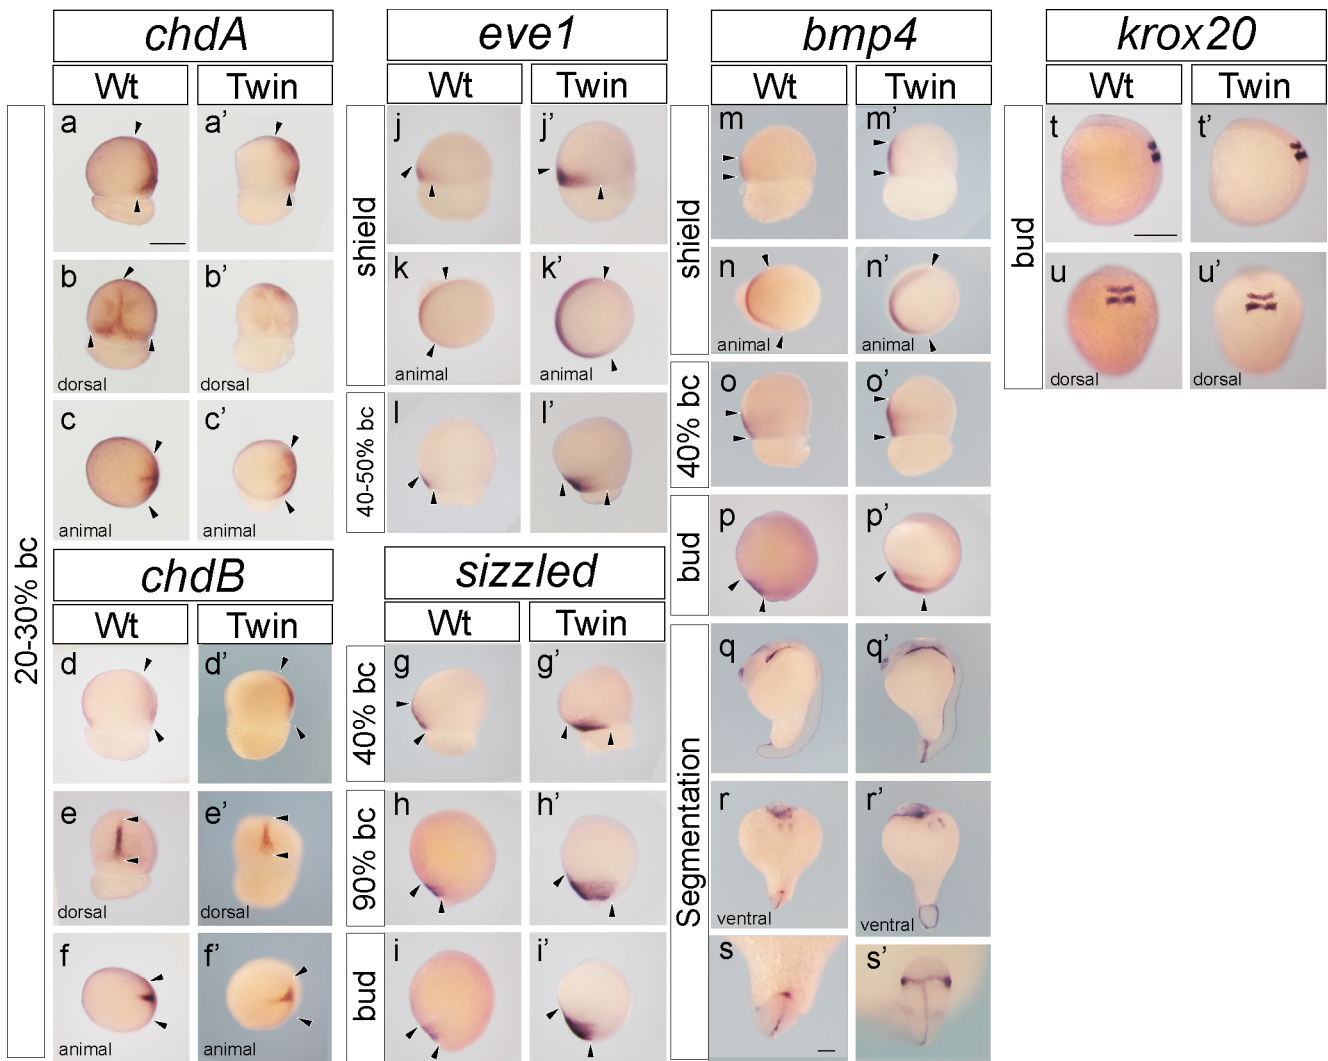 chdA
Wt
Twin
a
a’
b
b’
dorsal
dorsal
c
c’
animal
animal
20-30% bc
chdB
Wt
Twin
d
d’
e
e’
dorsal
dorsal
f
f’
animal
animal
eve1
Wt
Twin
shield
j
j’
k
k’
animal
animal
40-50% bc
l
l’
sizzled
Wt
Twin
40% bc
g
g’
90% bc
h
h’
bud
i
i’
bmp4
Wt
Twin
shield
m
m’
n
n’
animal
animal
40% bc
o
o’
bud
p
p’
Segmentation
q
q’
r
r’
ventral
ventral
s
s’
krox20
Wt
Twin
bud
t
t’
u
u’
dorsal
dorsal